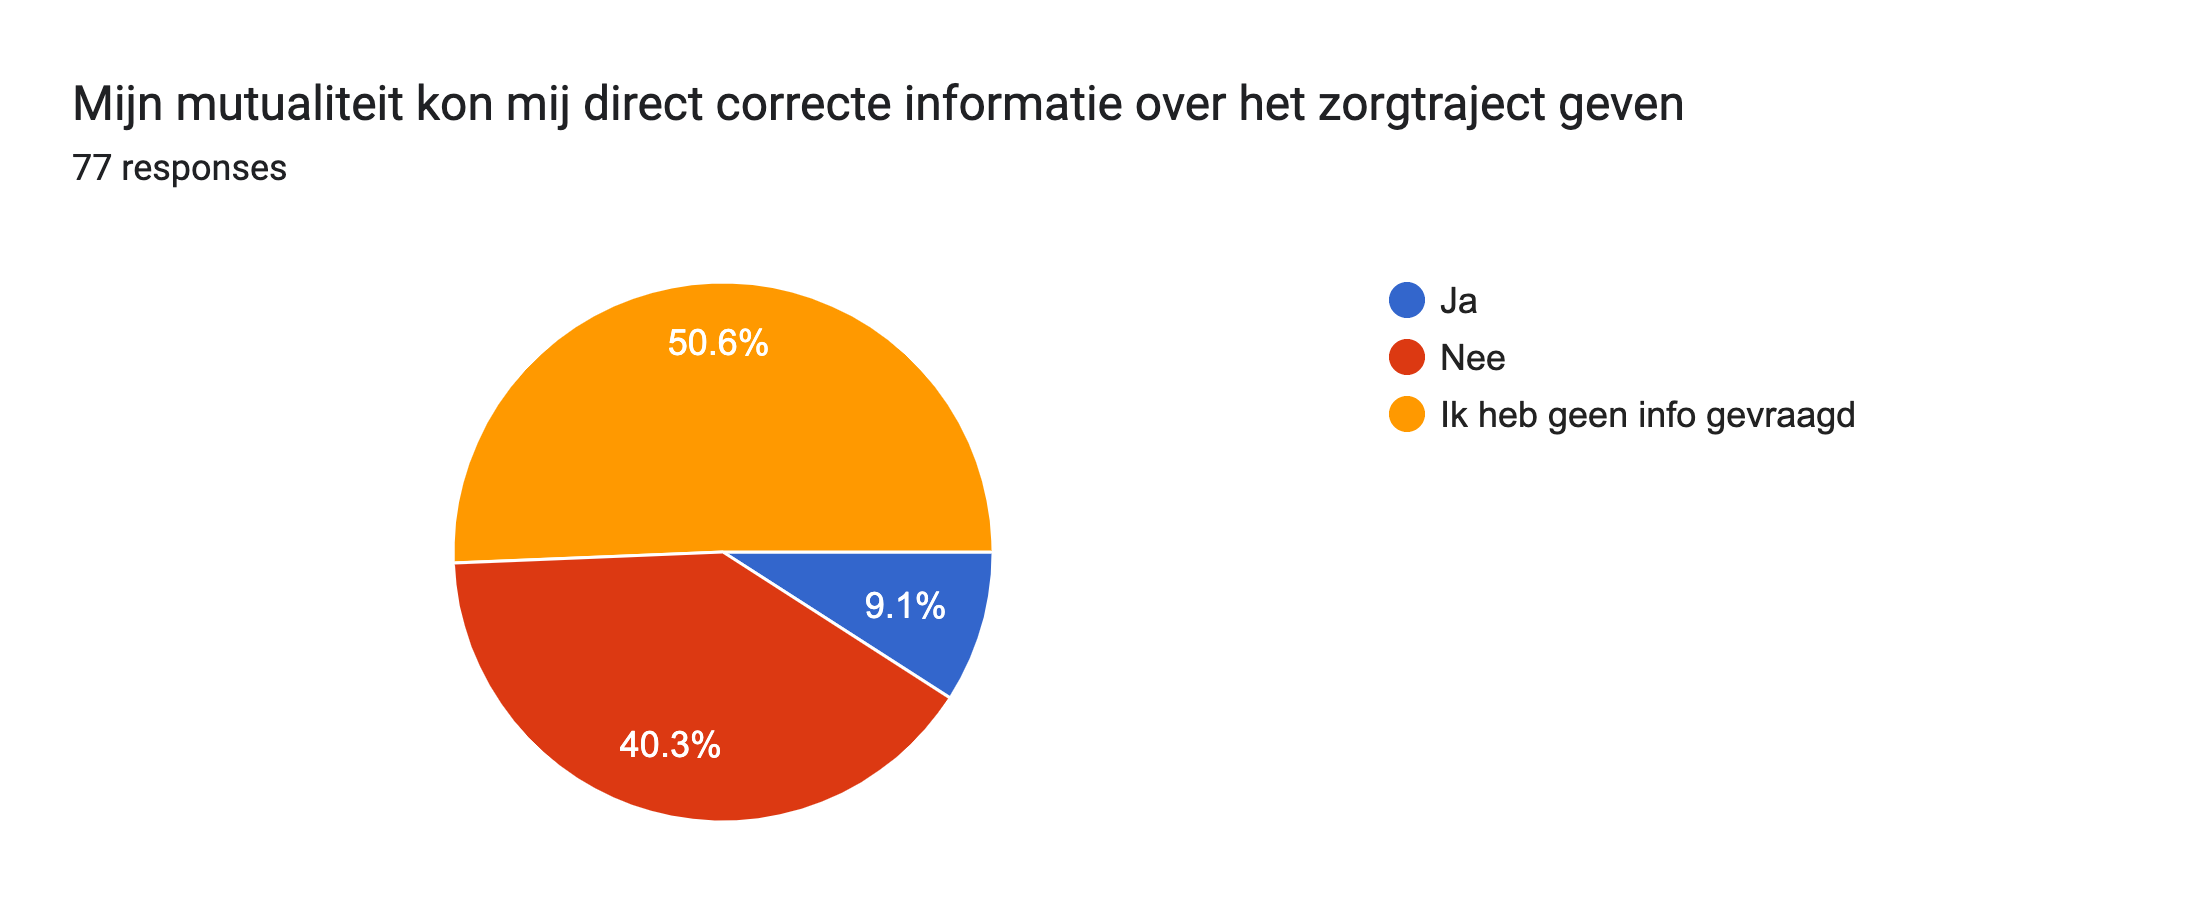 Mijn mutualiteit kon mij direct correcte informatie over het zorgtraject geven
77 responses
50.6%
9.1%
40.3%
Ja
Nee
Ik heb geen info gevraagd